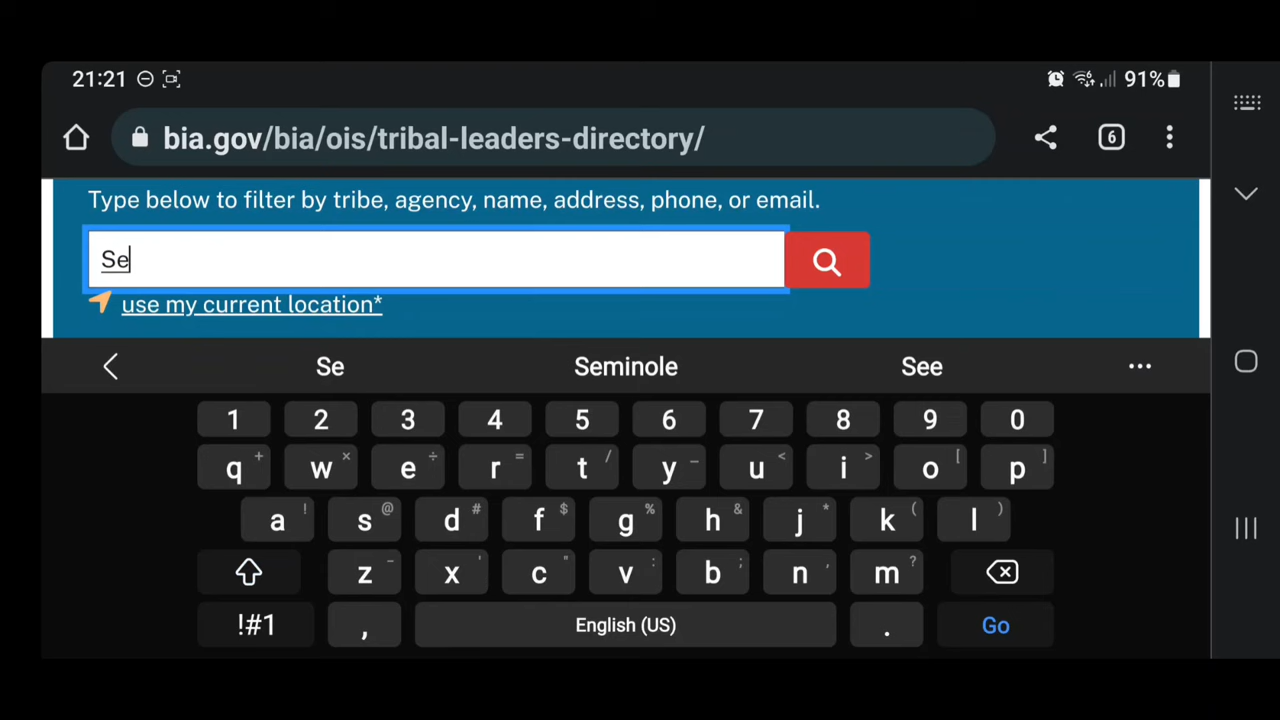 21:21 91%
bia.gov/bia/ois/tribal-leaders-directory/ 6
Type below to filter by tribe, agency, name, address, phone, or email.
Se
use my current location*
Se Seminole See ...
1 2 3 4 5 6 7 8 9 0
q + w × e ÷ r = t / y _ u < i > o [ p ]
a ! s @ d # f $ g % h & j * k ( l )
z - x ' c " v : b ; n , m ?
!#1 , English (US) . Go